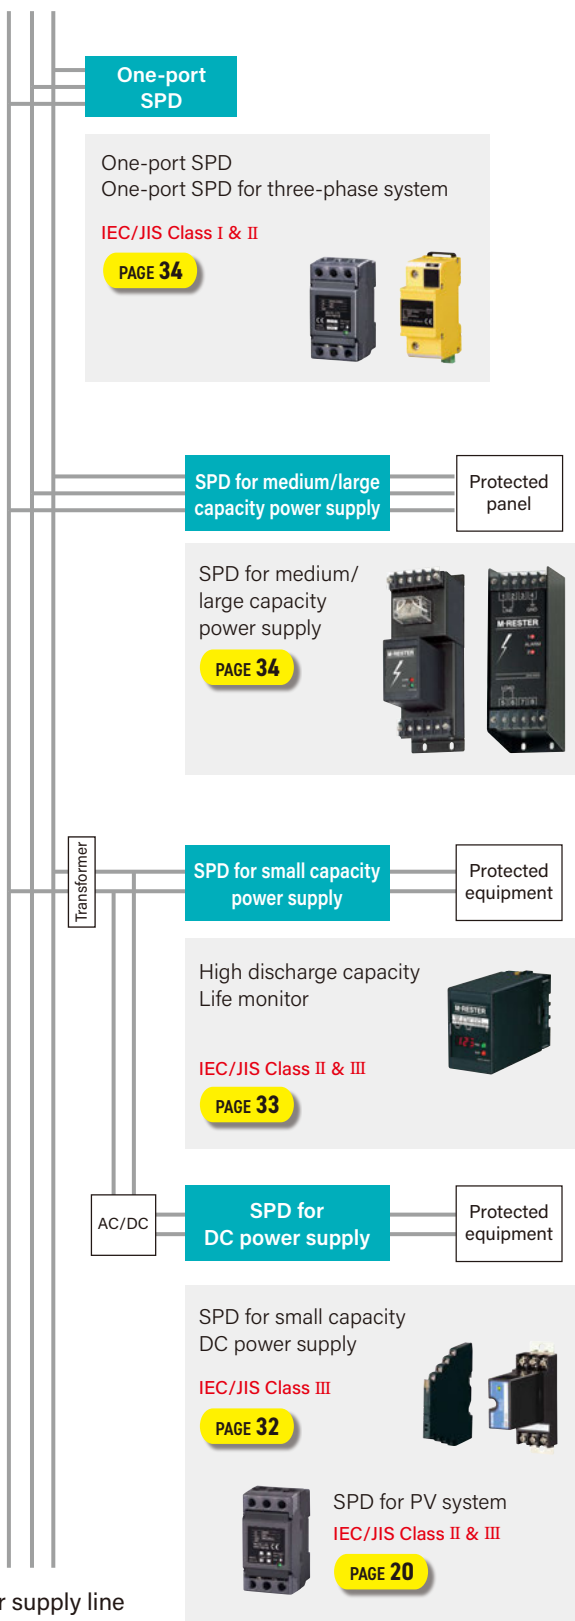 One-port
SPD
One-port SPD
One-port SPD for three-phase system
IEC/JIS Class I & II
PAGE 34
SPD for medium/large
capacity power supply
Protected
panel
SPD for medium/
large capacity
power supply
PAGE 34
M-RESTER
M-RESTER
ALARM
Transformer
SPD for small capacity
power supply
Protected
equipment
High discharge capacity
Life monitor
M-RESTER
IEC/JIS Class II & III
PAGE 33
AC/DC
SPD for
DC power supply
Protected
equipment
SPD for small capacity
DC power supply
IEC/JIS Class III
PAGE 32
SPD for PV system
IEC/JIS Class II & III
PAGE 20
r supply line